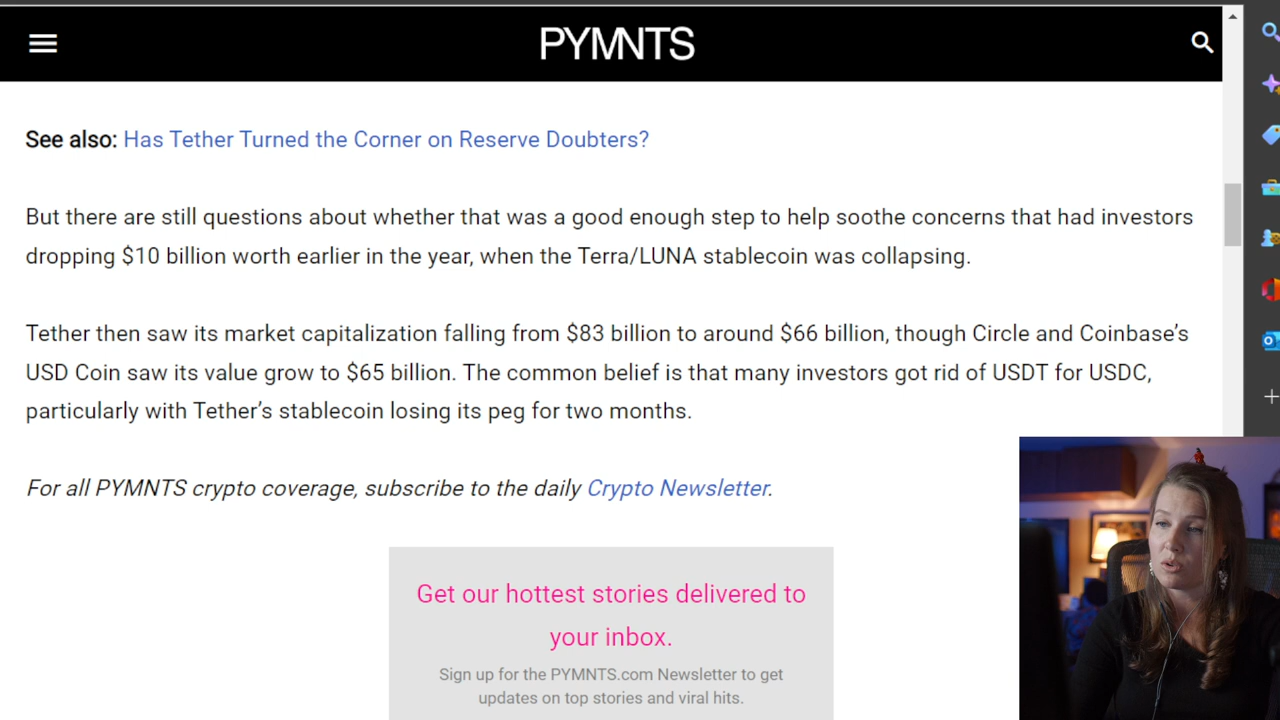 PYMNTS
See also: Has Tether Turned the Corner on Reserve Doubters?
But there are still questions about whether that was a good enough step to help soothe concerns that had investors
dropping $10 billion worth earlier in the year, when the Terra/LUNA stablecoin was collapsing.
Tether then saw its market capitalization falling from $83 billion to around $66 billion, though Circle and Coinbase's
USD Coin saw its value grow to $65 billion. The common belief is that many investors got rid of USDT for USDC,
particularly with Tether's stablecoin losing its peg for two months.
For all PYMNTS crypto coverage, subscribe to the daily Crypto Newsletter.
Get our hottest stories delivered to
your inbox.
Sign up for the PYMNTS.com Newsletter to get
updates on top stories and viral hits.